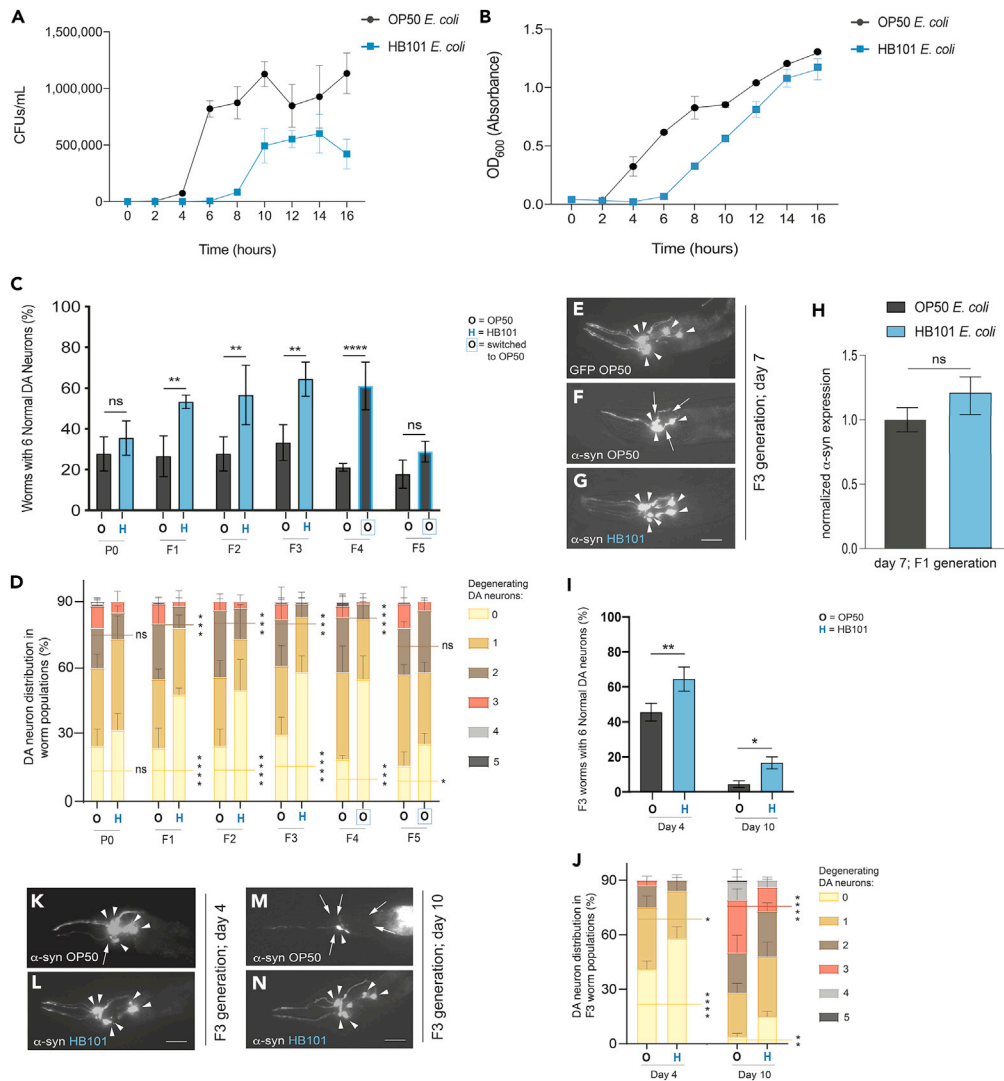 A
OP50 E. coli
HB101 E. coli
1,500,000
1,000,000
500,000
0
CFUs/mL
0 2 4 6 8 10 12 14 16
Time (hours)
B
OP50 E. coli
HB101 E. coli
1.5
1.0
0.5
0.0
OD600 (Absorbance)
0 2 4 6 8 10 12 14 16
Time (hours)
C
100
80
60
40
20
0
Worms with 6 Normal DA Neurons (%)
ns ** ** ** **** ns
O H O H O H O H O O O O
P0 F1 F2 F3 F4 F5
O = OP50
H = HB101
O = switched
to OP50
E
GFP OP50
F
α-syn OP50
G
α-syn HB101
F3 generation; day 7
H
OP50 E. coli
HB101 E. coli
1.5
1.0
0.5
0.0
normalized α-syn expression
ns
day 7; F1 generation
D
90
60
30
0
DA neuron distribution in
worm populations (%)
ns *** *** *** *** ns
ns **** **** **** *** *
O H O H O H O H O O O O
P0 F1 F2 F3 F4 F5
Degenerating
DA neurons:
0
1
2
3
4
5
I
100
80
60
40
20
0
F3 worms with 6 Normal DA neurons (%)
** *
O H O H
Day 4 Day 10
O = OP50
H = HB101
J
90
60
30
0
DA neuron distribution in
F3 worm populations (%)
* ****
**** **
O H O H
Day 4 Day 10
Degenerating
DA neurons:
0
1
2
3
4
5
K
α-syn OP50
L
α-syn HB101
F3 generation; day 4
M
α-syn OP50
N
α-syn HB101
F3 generation; day 10